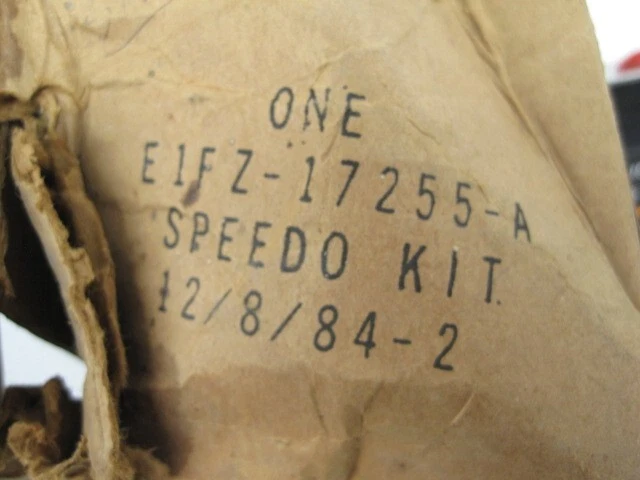 ONE
E1FZ-17255-A
SPEEDO KIT
12/8/84-2